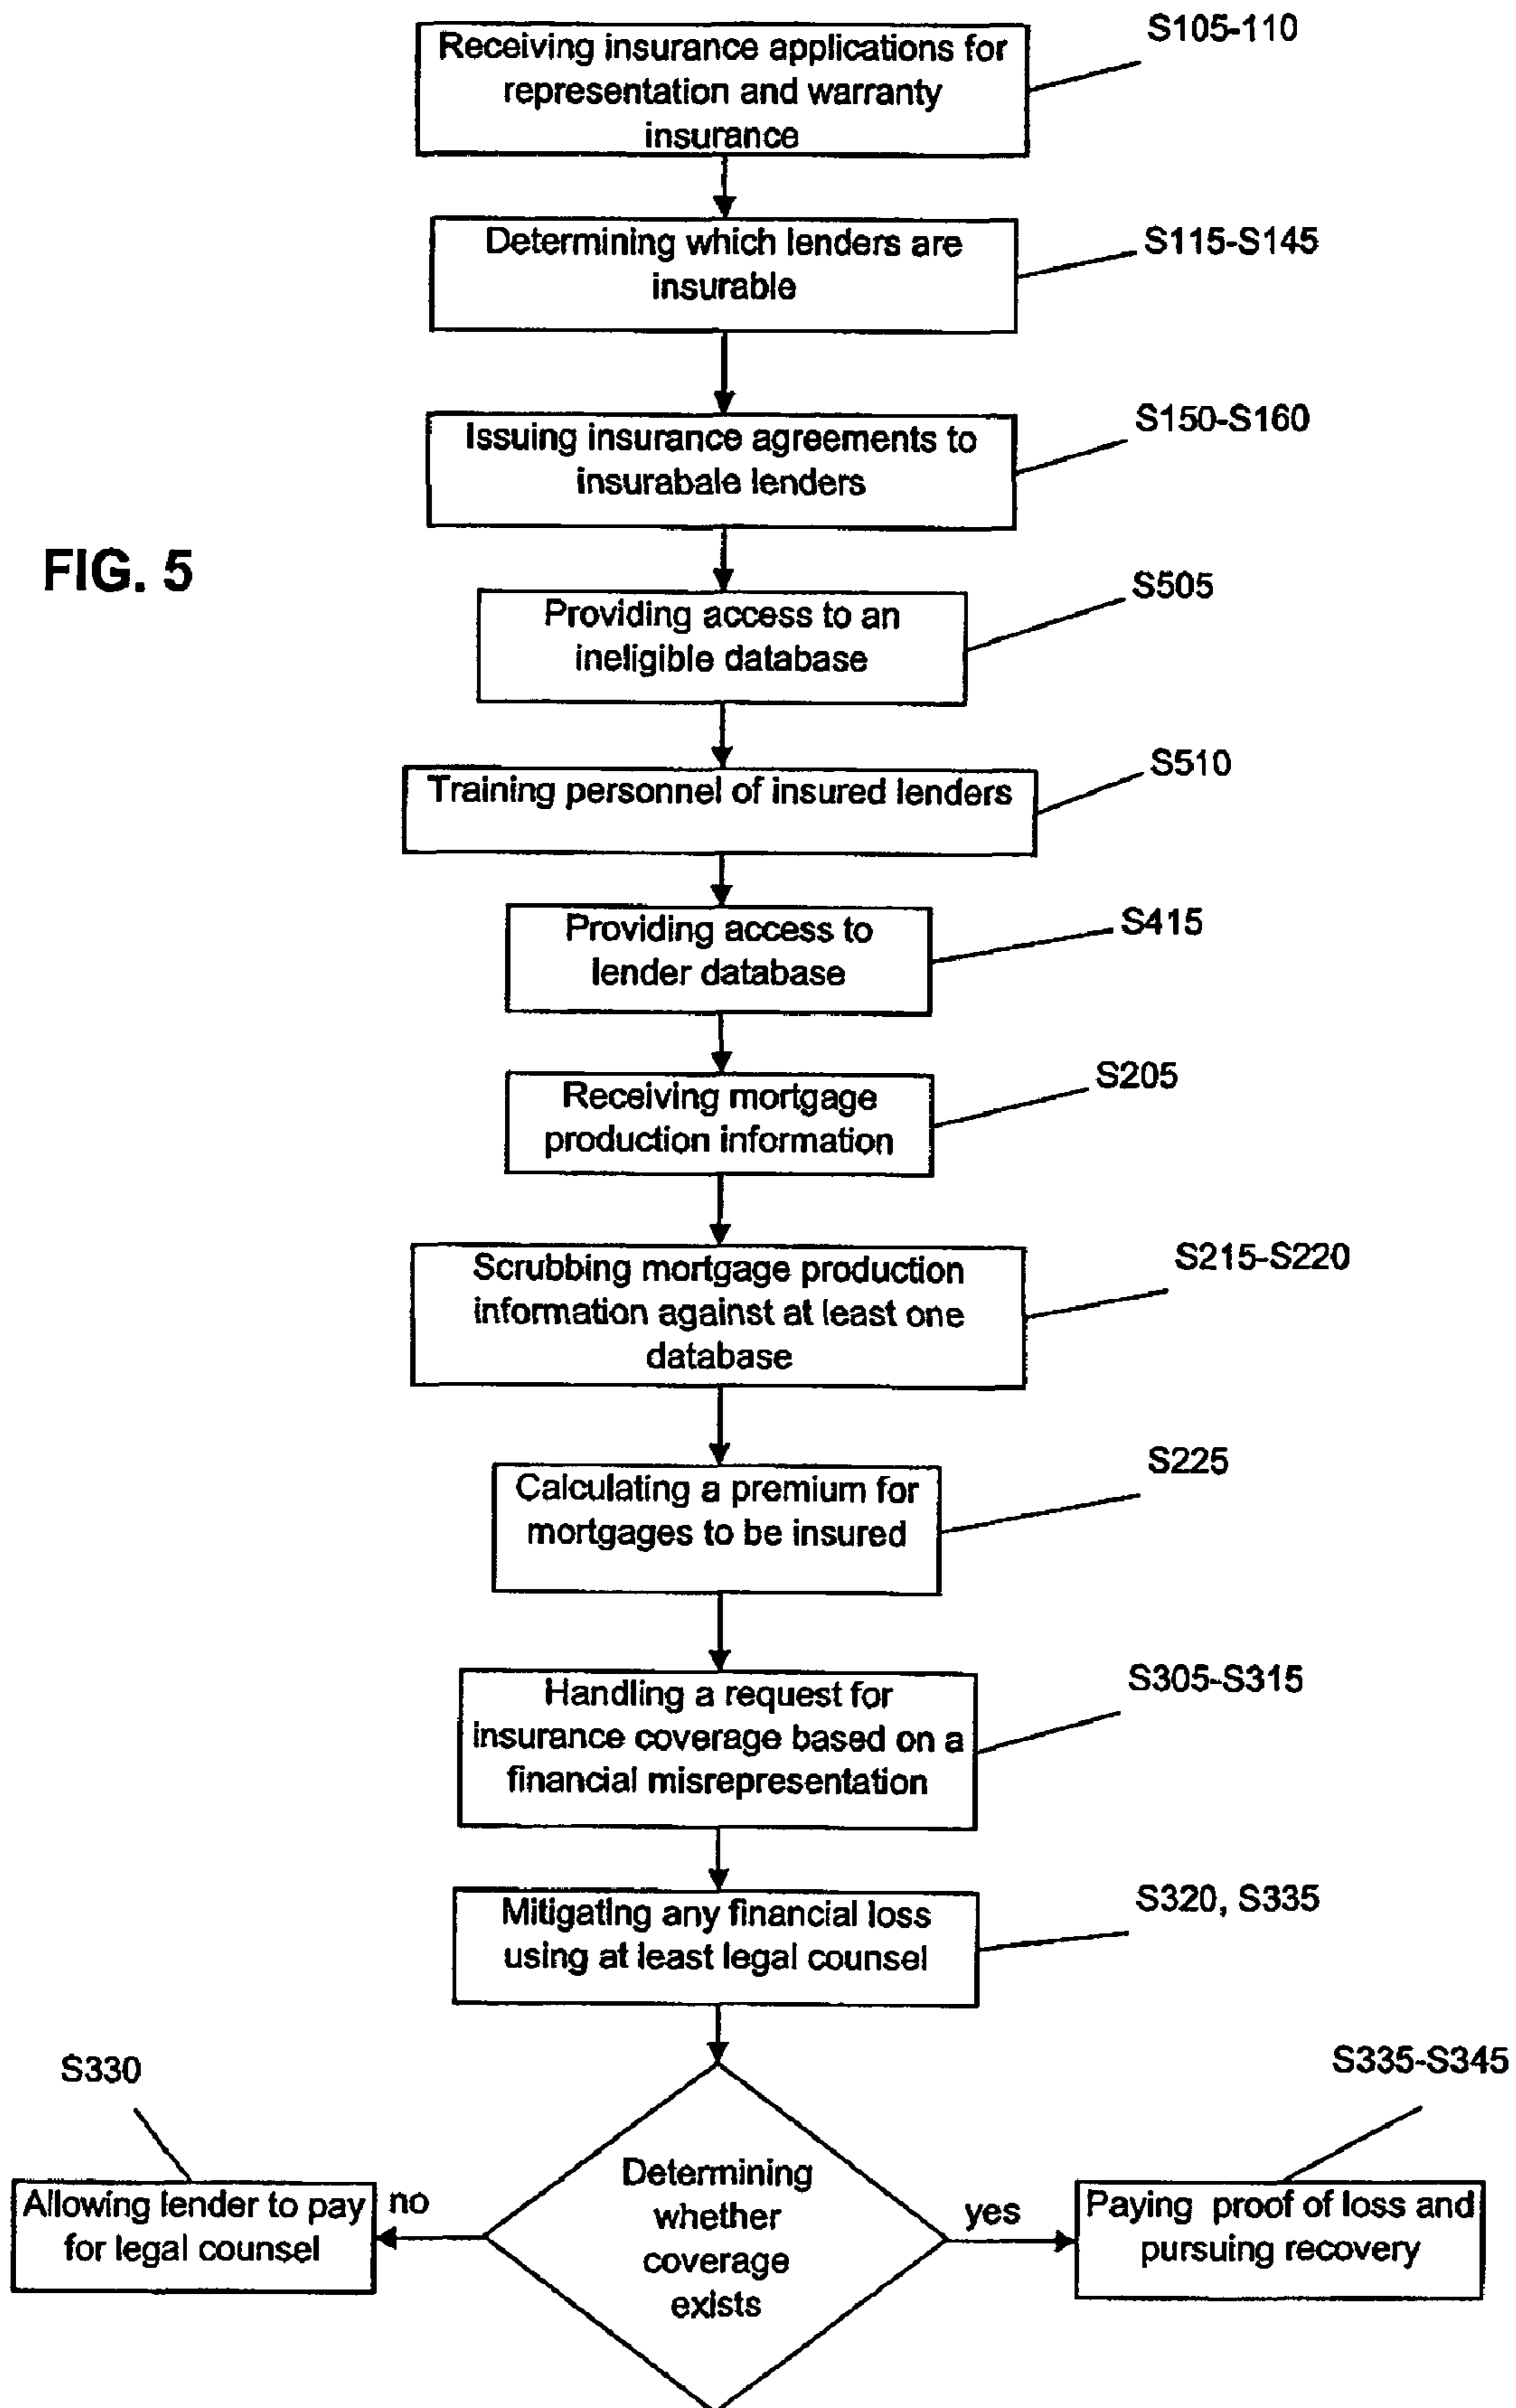 Receiving insurance applications for
representation and warranty
insurance
S105-110
Determining which lenders are
insurable
S115-S145
Issuing insurance agreements to
insurabale lenders
S150-S160
FIG. 5
Providing access to an
ineligible database
S505
Training personnel of insured lenders
S510
Providing access to
lender database
S415
Receiving mortgage
production information
S205
Scrubbing mortgage production
information against at least one
database
S215-S220
Calculating a premium for
mortgages to be insured
S225
Handling a request for
insurance coverage based on a
financial misrepresentation
S305-S315
Mitigating any financial loss
using at least legal counsel
S320, S335
S330
S335-S345
Allowing lender to pay
for legal counsel
no
Determining
whether
coverage
exists
yes
Paying proof of loss and
pursuing recovery